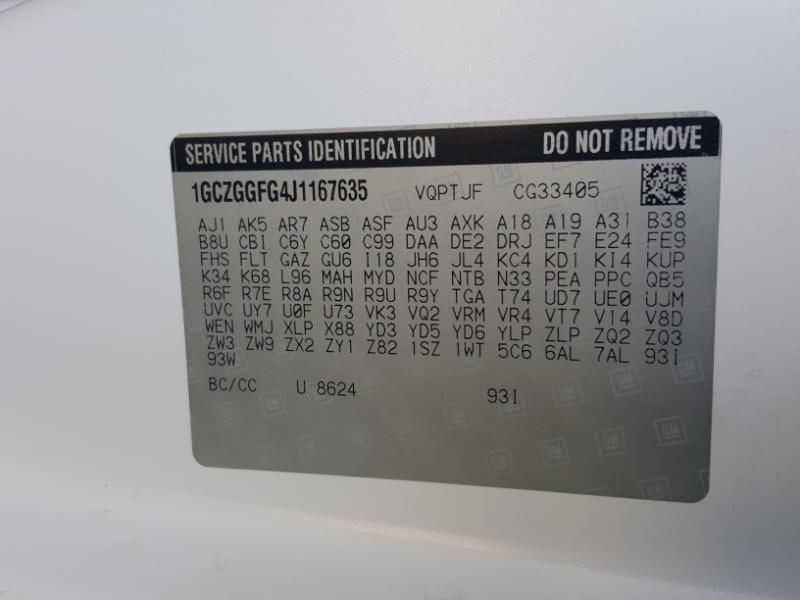 SERVICE PARTS IDENTIFICATION DO NOT REMOVE
1GCZGGFG4J1167635 VQPTJF CG33405
AJ1 AK5 AR7 ASB ASF AU3 AXK A18 A19 A31 B38
B8U CBI C6Y C60 C99 DAA DE2 DRJ EF7 E24 FE9
FHS FLT GAZ GU6 I18 JH6 JL4 KC4 KD1 KI4 KUP
K34 K68 L96 MAH MYD NCF NTB N33 PEA PPC QB5
R6F R7E R8A R9N R9U R9Y TGA T74 UD7 UE0 UJM
UVC UY7 U0F U73 VK3 VQ2 VRM VR4 VT7 V14 V8D
WEN WMJ XLP X88 YD3 YD5 YD6 YLP ZLP ZQ2 ZQ3
ZW3 ZW9 ZX2 ZY1 Z82 1SZ 1WT 5C6 6AL 7AL 93I
93W
BC/CC U 8624 93I